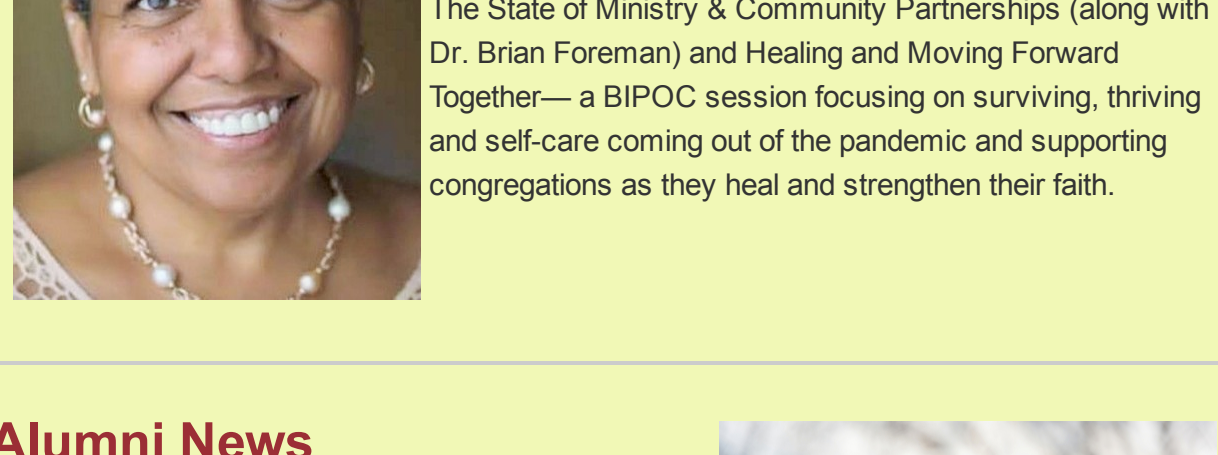 The State of Ministry & Community Partnerships (along with
Dr. Brian Foreman) and Healing and Moving Forward
Together— a BIPOC session focusing on surviving, thriving
and self-care coming out of the pandemic and supporting
congregations as they heal and strengthen their faith.
Alumni News